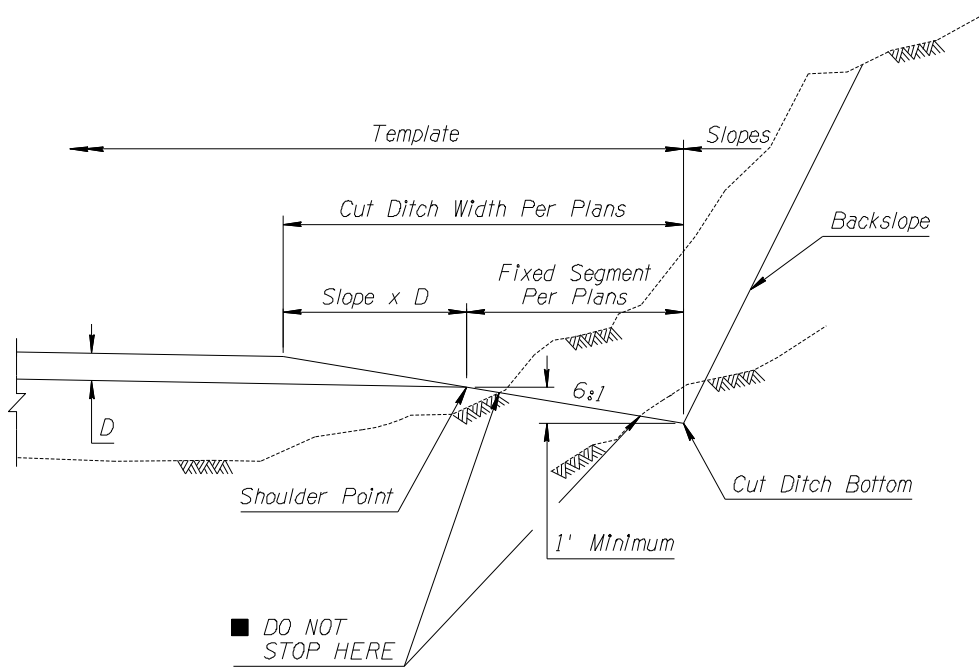 Template
Slopes
Cut Ditch Width Per Plans
Backslope
Fixed Segment
Per Plans
Slope x D
6:1
D
Shoulder Point
Cut Ditch Bottom
1' Minimum
■ DO NOT
STOP HERE